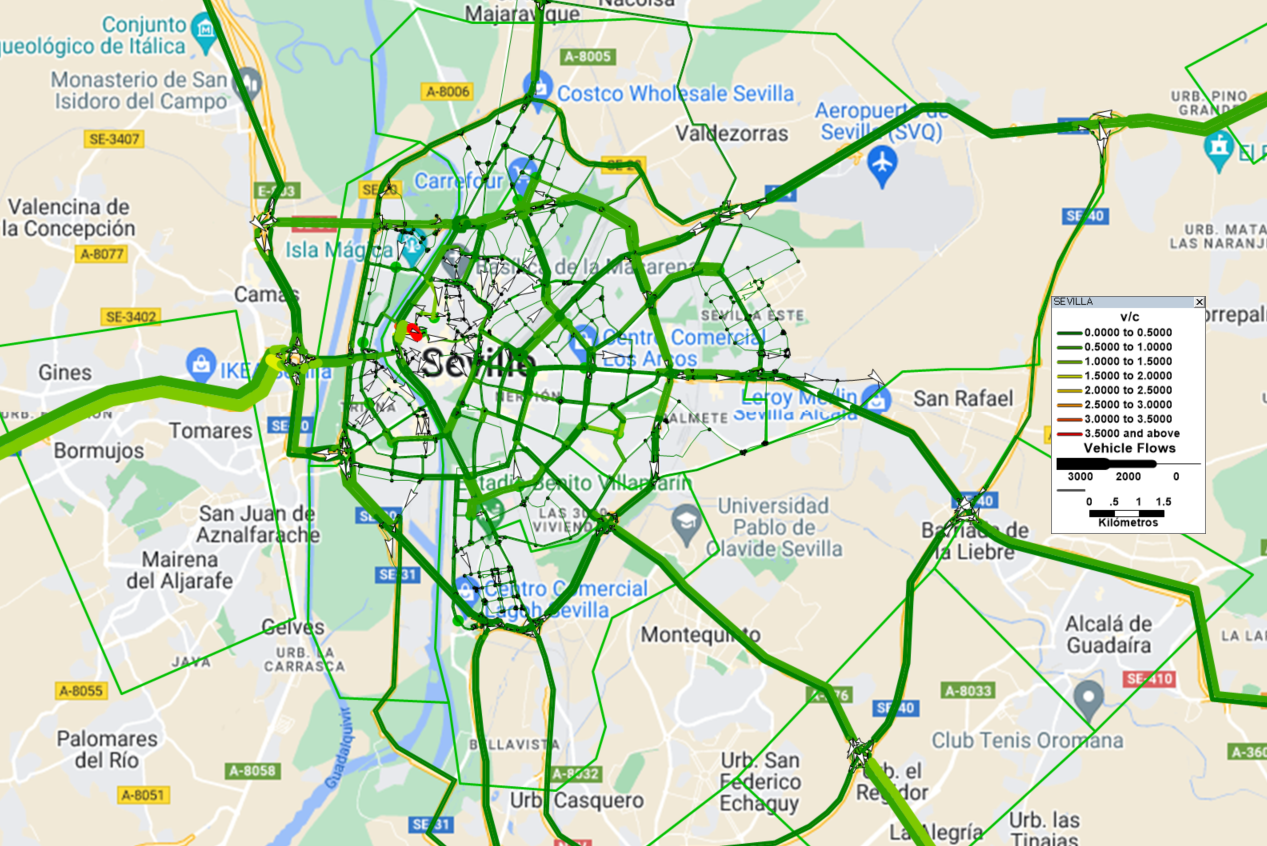 Majaravique
Nacoisa
Conjunto
queológico de Itálica
A-8005
Monasterio de San
Isidoro del Campo
A-8006
Costco Wholesale Sevilla
URB. PINO
GRANDE
Aeropuerto de
Sevilla (SVQ)
SE-3407
Valdezorras
SE-20
Carrefour
E-803
SE-20
Valencina de
la Concepción
SE-40
A-8077
Isla Mágica
Basílica de la Macarena
URB. MATA
LAS NARANJ
Camas
SE-3402
SEVILLA ESTE
Centro Comercial
Los Arcos
Sevilla
IKEA Sevilla
Gines
NERVIÓN
Leroy Merlin
Sevilla Alcalá
San Rafael
TRIANA
PALMETE
Tomares
Bormujos
Estadio Benito Villamarín
San Juan de
Aznalfarache
LAS 3000
VIVIENDAS
Universidad
Pablo de
Olavide Sevilla
SE-40
Barriada de
la Liebre
Mairena
del Aljarafe
SE-31
Centro Comercial
Lagoh Sevilla
Gelves
URB. LA
CARRASCA
JAVA
Montequinto
Alcalá de
Guadaíra
LA LA
A-8055
A-376
A-8033
SE-410
SE-40
Guadalquivir
Palomares
del Río
BELLAVISTA
Club Tenis Oromana
A-360
A-8058
A-8032
Urb. San
Federico
Echaguy
Urb. el
Regidor
A-8051
Urb. Casquero
SE-31
La Alegría
Urb. las
Tinajas
SEVILLA
v/c
0.0000 to 0.5000
0.5000 to 1.0000
1.0000 to 1.5000
1.5000 to 2.0000
2.0000 to 2.5000
2.5000 to 3.0000
3.0000 to 3.5000
3.5000 and above
Vehicle Flows
3000 2000 0
0 .5 1 1.5
Kilómetros